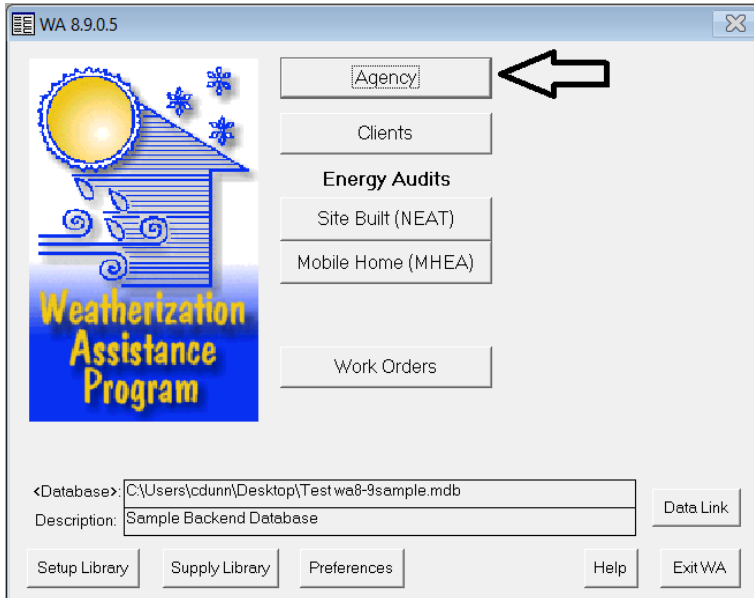 WA 8.9.0.5
Agency
Clients
Energy Audits
Site Built (NEAT)
Mobile Home (MHEA)
Weatherization
Assistance
Program
Work Orders
<Database>: C:\Users\cdunn\Desktop\Test wa8-9sample.mdb
Description: Sample Backend Database
Data Link
Setup Library Supply Library Preferences Help Exit WA